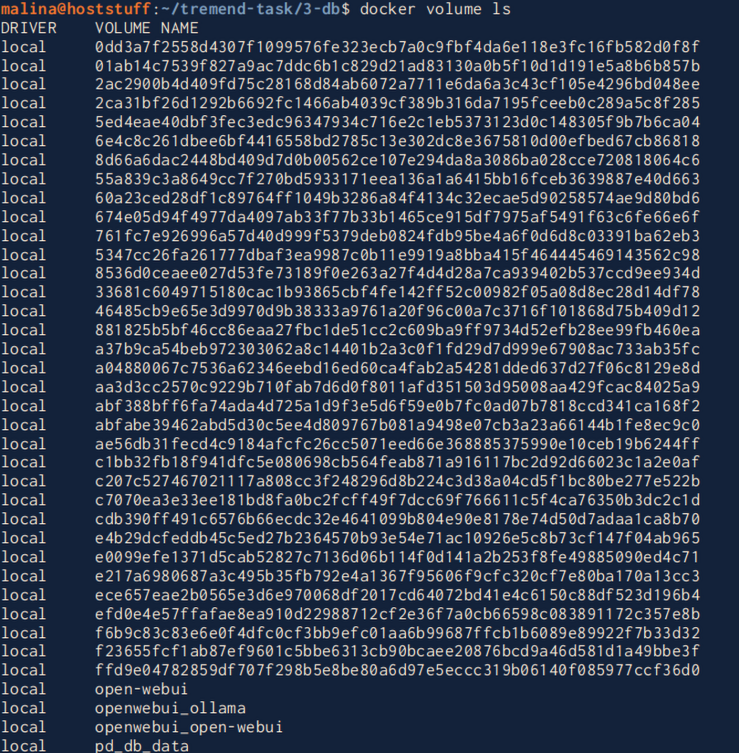 malina@hoststuff:~/tremend-task/3-db$ docker volume ls
DRIVER    VOLUME NAME
local     0dd3a7f2558d4307f1099576fe323ecb7a0c9fbf4da6e118e3fc16fb582d0f8f
local     01ab14c7539f827a9ac7ddc6b1c829d21ad83130a0b5f10d1d191e5a8b6b857b
local     2ac2900b4d409fd75c28168d84ab6072a7711e6da6a3c43cf105e4296bd048ee
local     2ca31bf26d1292b6692fc1466ab4039cf389b316da7195fceeb0c289a5c8f285
local     5ed4eae40dbf3fec3edc96347934c716e2c1eb5373123d0c148305f9b7b6ca04
local     6e4c8c261dbee6bf4416558bd2785c13e302dc8e3675810d00efbed67cb86818
local     8d66a6dac2448bd409d7d0b00562ce107e294da8a3086ba028cce720818064c6
local     55a839c3a8649cc7f270bd5933171eea136a1a6415bb16fceb3639887e40d663
local     60a23ced28df1c89764ff1049b3286a84f4134c32ecae5d90258574ae9d80bd6
local     674e05d94f4977da4097ab33f77b33b1465ce915df7975af5491f63c6fe66e6f
local     761fc7e926996a57d40d999f5379deb0824fdb95be4a6f0d6d8c03391ba62eb3
local     5347cc26fa261777dbaf3ea9987c0b11e9919a8bba415f464445469143562c98
local     8536d0ceaee027d53fe73189f0e263a27f4d4d28a7ca939402b537ccd9ee934d
local     33681c6049715180cac1b93865cbf4fe142ff52c00982f05a08d8ec28d14df78
local     46485cb9e65e3d9970d9b38333a9761a20f96c00a7c3716f101868d75b409d12
local     881825b5bf46cc86eaa27fbc1de51cc2c609ba9ff9734d52efb28ee99fb460ea
local     a37b9ca54beb972303062a8c14401b2a3c0f1fd29d7d999e67908ac733ab35fc
local     a04880067c7536a62346eebd16ed60ca4fab2a54281dded637d27f06c8129e8d
local     aa3d3cc2570c9229b710fab7d6d0f8011afd351503d95008aa429fcac84025a9
local     abf388bff6fa74ada4d725a1d9f3e5d6f59e0b7fc0ad07b7818ccd341ca168f2
local     abfabe39462abd5d30c5ee4d809767b081a9498e07cb3a23a66144b1fe8ec9c0
local     ae56db31fecd4c9184afcfc26cc5071eed66e368885375990e10ceb19b6244ff
local     c1bb32fb18f941dfc5e080698cb564feab871a916117bc2d92d66023c1a2e0af
local     c207c527467021117a808cc3f248296d8b224c3d38a04cd5f1bc80be277e522b
local     c7070ea3e33ee181bd8fa0bc2fcff49f7dcc69f766611c5f4ca76350b3dc2c1d
local     cdb390ff491c6576b66ecdc32e4641099b804e90e8178e74d50d7adaa1ca8b70
local     e4b29dcfeddb45c5ed27b2364570b93e54e71ac10926e5c8b73cf147f04ab965
local     e0099efe1371d5cab52827c7136d06b114f0d141a2b253f8fe49885090ed4c71
local     e217a6980687a3c495b35fb792e4a1367f95606f9cfc320cf7e80ba170a13cc3
local     ece657eae2b0565e3d6e970068df2017cd64072bd41e4c6150c88df523d196b4
local     efd0e4e57ffafae8ea910d22988712cf2e36f7a0cb66598c083891172c357e8b
local     f6b9c83c83e6e0f4dfc0cf3bb9efc01aa6b99687ffcb1b6089e89922f7b33d32
local     f23655fcf1ab87ef9601c5bbe6313cb90bcaee20876bcd9a46d581d1a49bbe3f
local     ffd9e04782859df707f298b5e8be80a6d97e5eccc319b06140f085977ccf36d0
local     open-webui
local     openwebui_ollama
local     openwebui_open-webui
local     pd_db_data